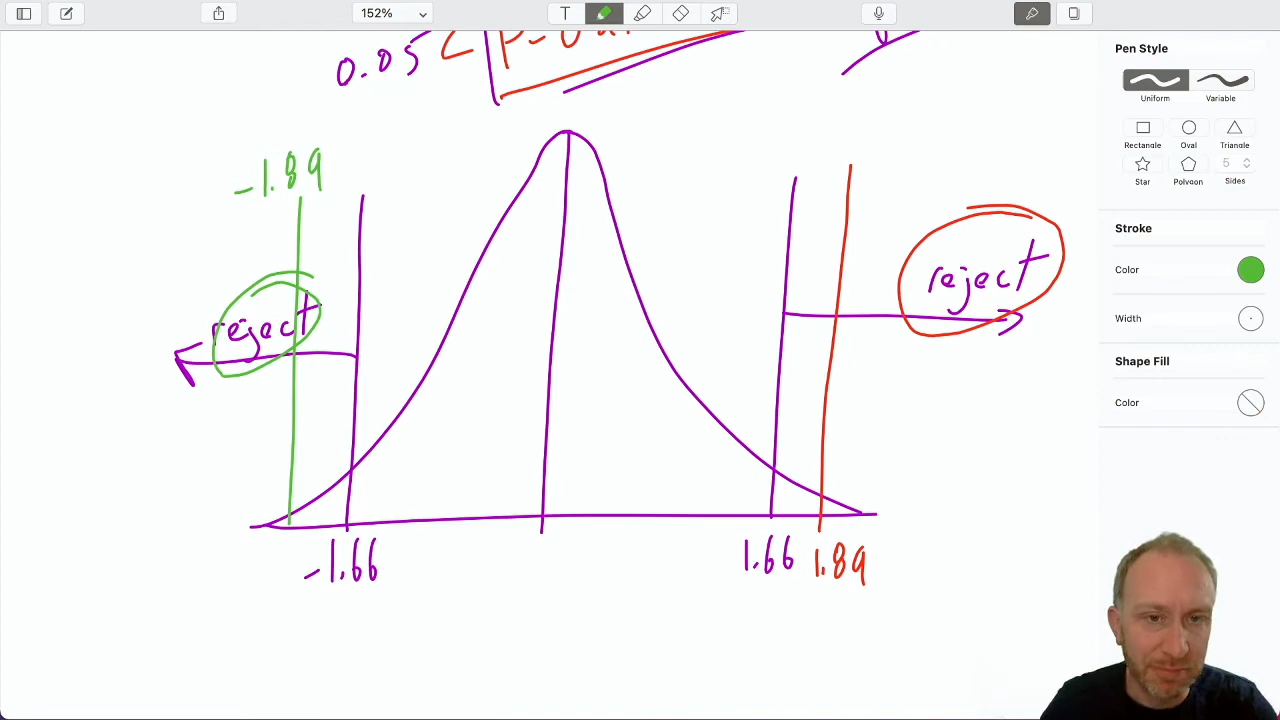 152%
T
0.05 <
-1.89
reject
reject
-1.66
1.66 1.89
Pen Style
Uniform Variable
Rectangle Oval Triangle
Star Polygon 5 Sides
Stroke
Color
Width
Shape Fill
Color